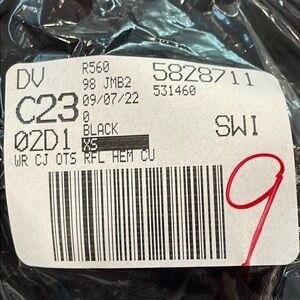 DV R560 5828711
98 JMB2 531460
C23 09/07/22
0
BLACK SWI
02D1 XS
WR CJ OTS RFL HEM CU
9